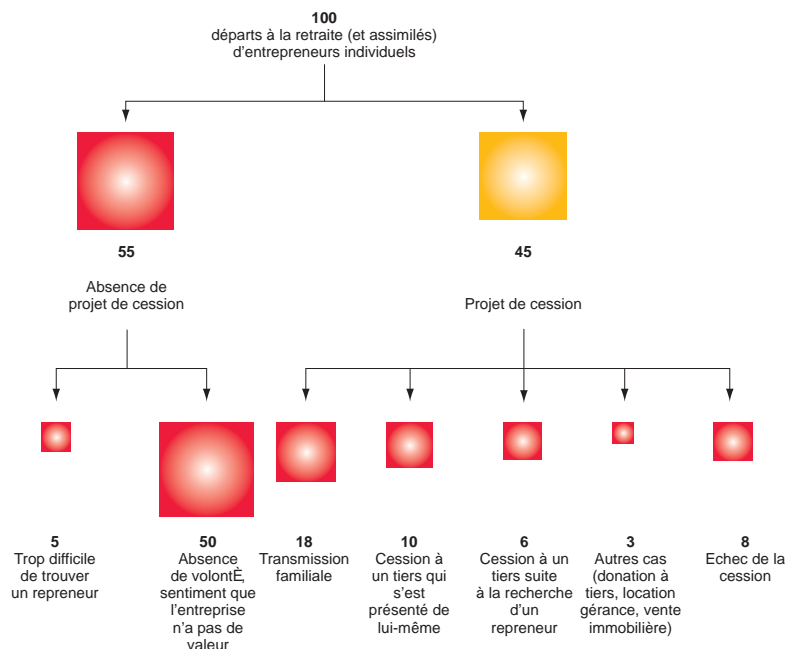 100
départs à la retraite (et assimilés)
d'entrepreneurs individuels
55
45
Absence de
projet de cession
Projet de cession
5
Trop difficile
de trouver
un repreneur
50
Absence
de volontÈ,
sentiment que
l'entreprise
n'a pas de
valeur
18
Transmission
familiale
10
Cession à
un tiers qui
s'est
présenté de
lui-même
6
Cession à un
tiers suite
à la recherche
d'un
repreneur
3
Autres cas
(donation à
tiers, location
gérance, vente
immobilière)
8
Echec de la
cession